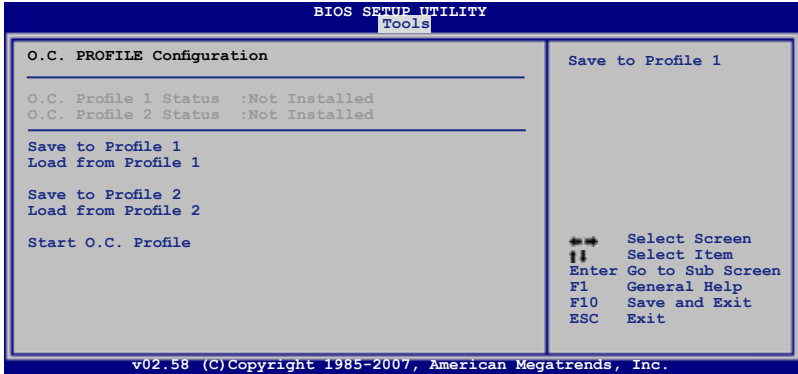 BIOS SETUP UTILITY
Tools
O.C. PROFILE Configuration
O.C. Profile 1 Status :Not Installed
O.C. Profile 2 Status :Not Installed
Save to Profile 1
Load from Profile 1
Save to Profile 2
Load from Profile 2
Start O.C. Profile
Save to Profile 1
Select Screen
Select Item
Enter Go to Sub Screen
F1 General Help
F10 Save and Exit
ESC Exit
v02.58 (C)Copyright 1985-2007, American Megatrends, Inc.